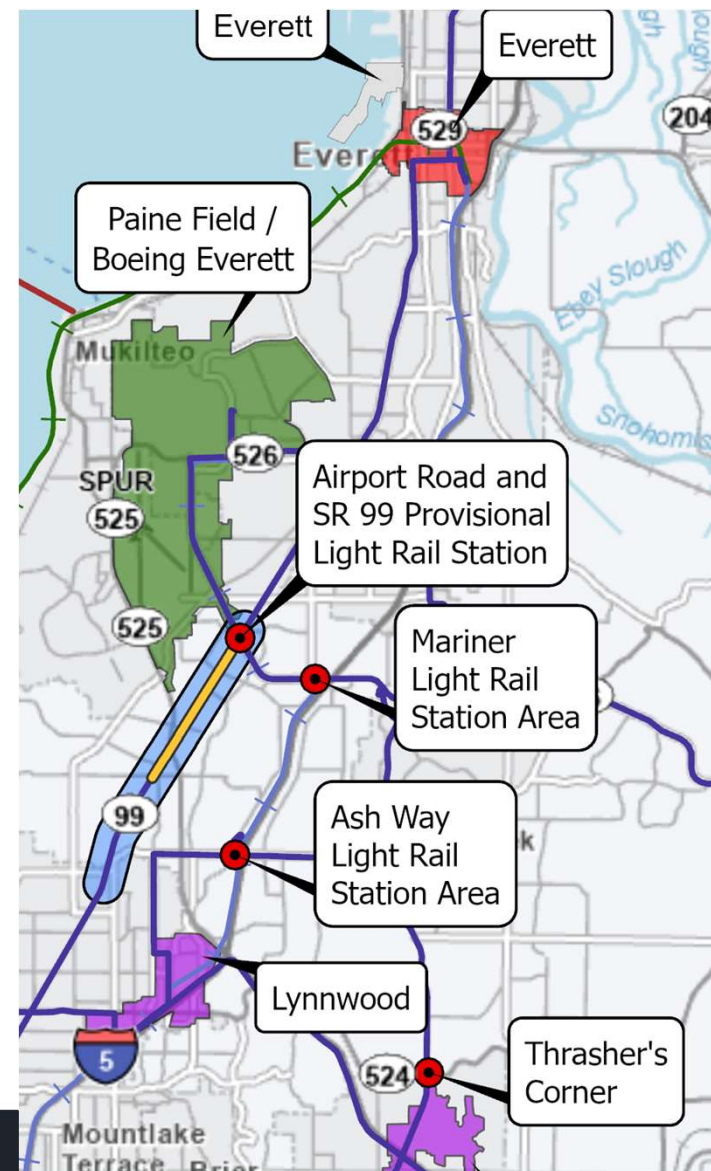 Everett
Everett
529
204
Everett
Paine Field /
Boeing Everett
Ebey Slough
Mukilteo
Snohomis
526
SPUR
525
Airport Road and
SR 99 Provisional
Light Rail Station
525
Mariner
Light Rail
Station Area
99
Ash Way
Light Rail
Station Area
k
Lynnwood
5
524
Thrasher's
Corner
Mountlake
Terrace
Brier